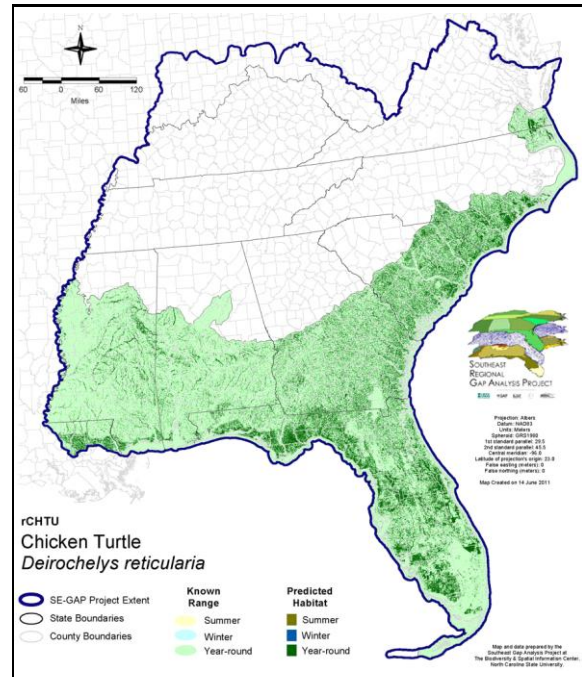 N
60 0 60 120
Miles
SOUTHEAST
REGIONAL
GAP ANALYSIS PROJECT
Projection: Albers
Datum: NAD83
Units: Meters
Spheroid: GRS1980
1st standard parallel: 29.5
2nd standard parallel: 45.5
Central meridian: -96.0
Latitude of projection's origin: 23.0
False easting (meters): 0
False northing (meters): 0
Map Created on 14 June 2011
rCHTU
Chicken Turtle
Deirochelys reticularia
SE-GAP Project Extent
State Boundaries
County Boundaries
Known
Range
Summer
Winter
Year-round
Predicted
Habitat
Summer
Winter
Year-round
Map and data prepared by the
Southeast Gap Analysis Project at
The Biodiversity & Spatial Information Center,
North Carolina State University.